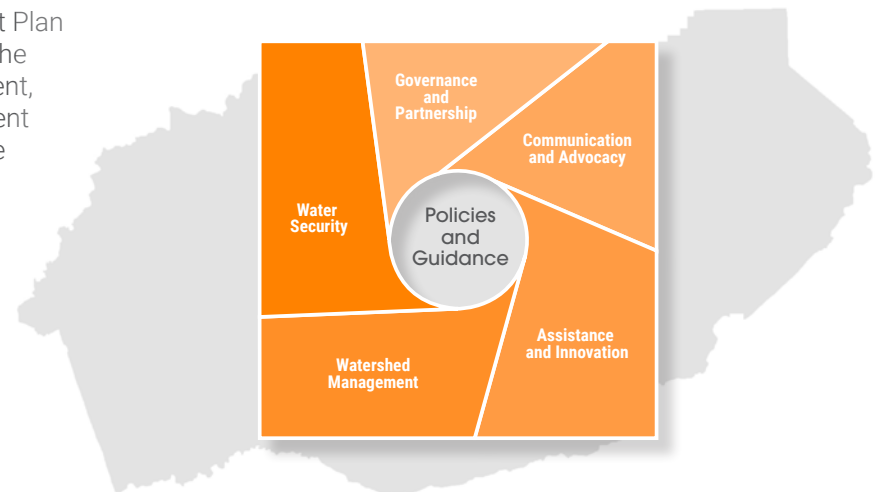 t Plan
he
ent,
ent
e
Governance
and
Partnership
Communication
and Advocacy
Water
Security
Policies
and
Guidance
Assistance
and Innovation
Watershed
Management